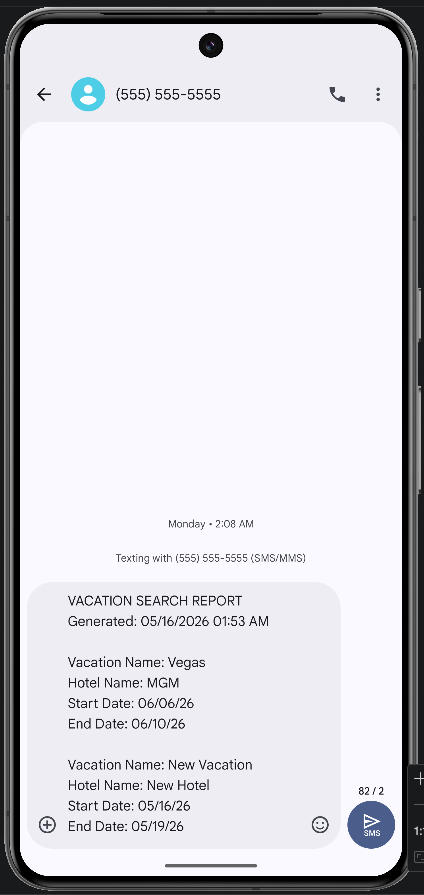 (555) 555-5555
Monday • 2:08 AM
Texting with (555) 555-5555 (SMS/MMS)
VACATION SEARCH REPORT
Generated: 05/16/2026 01:53 AM
Vacation Name: Vegas
Hotel Name: MGM
Start Date: 06/06/26
End Date: 06/10/26
Vacation Name: New Vacation
Hotel Name: New Hotel
Start Date: 05/16/26
End Date: 05/19/26
82 / 2
SMS